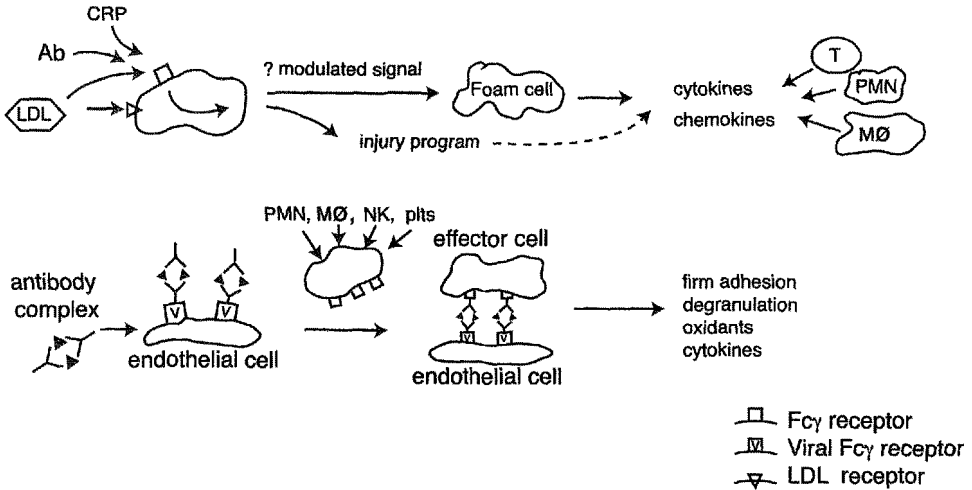 CRP
Ab
LDL
? modulated signal
Foam cell
injury program
cytokines
chemokines
T
PMN
MØ
antibody
complex
V
V
endothelial cell
PMN, MØ, NK, plts
effector cell
V
V
endothelial cell
firm adhesion
degranulation
oxidants
cytokines
Fcγ receptor
V
Viral Fcγ receptor
LDL receptor